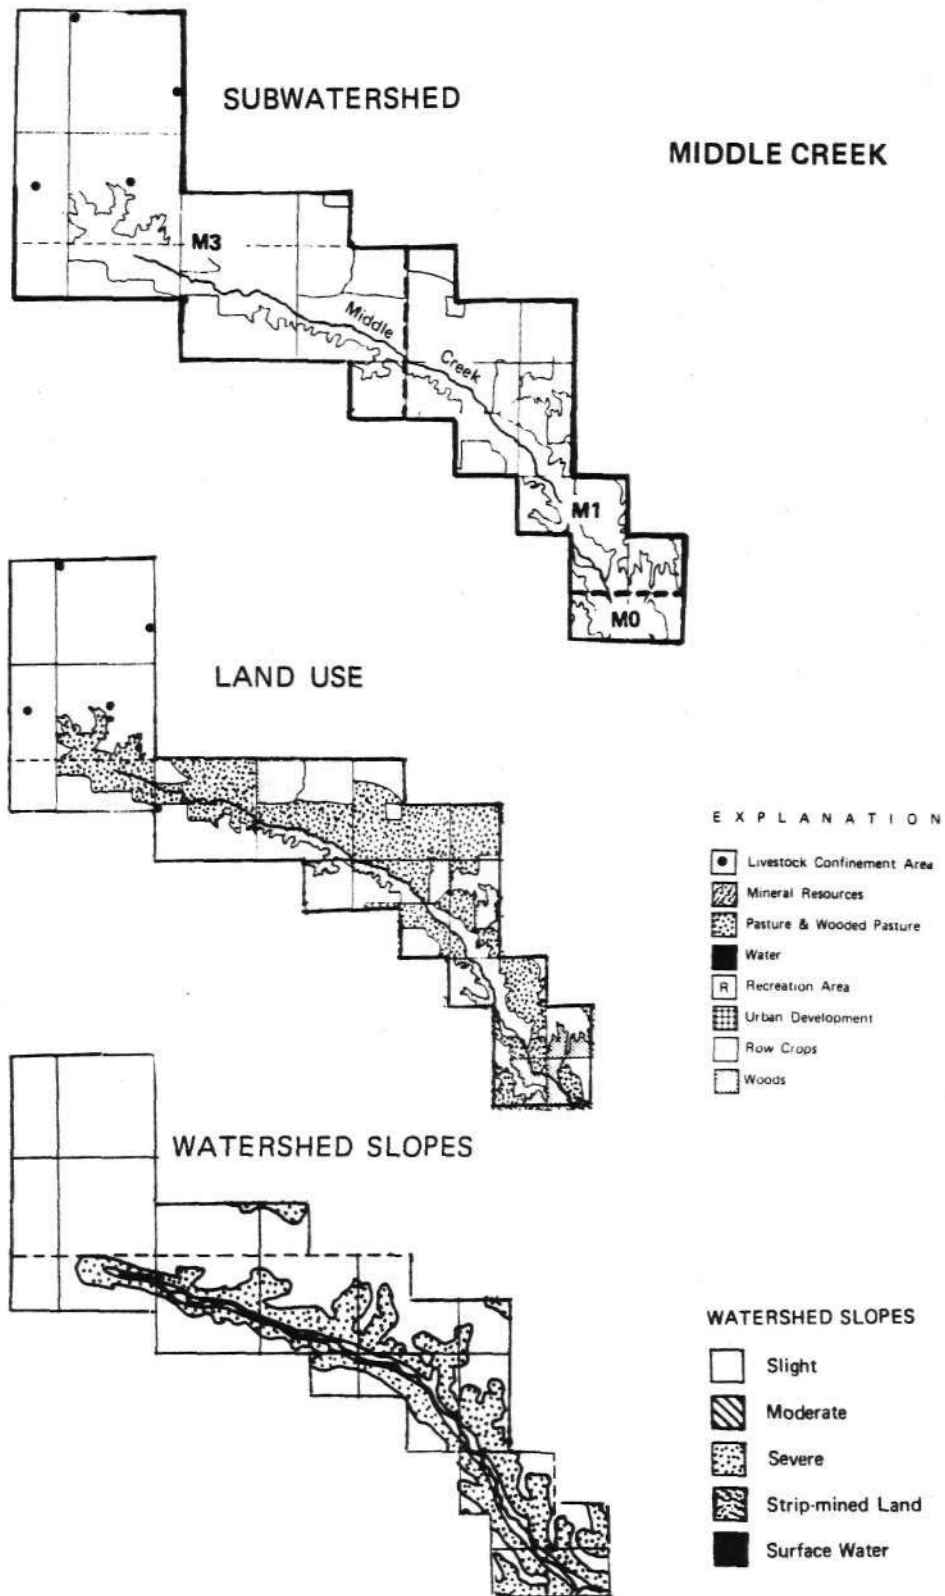 SUBWATERSHED
MIDDLE CREEK
M3
Middle
Creek
M1
M0
LAND USE
E X P L A N A T I O N
Livestock Confinement Area
Mineral Resources
Pasture & Wooded Pasture
Water
R Recreation Area
Urban Development
Row Crops
Woods
WATERSHED SLOPES
WATERSHED SLOPES
Slight
Moderate
Severe
Strip-mined Land
Surface Water